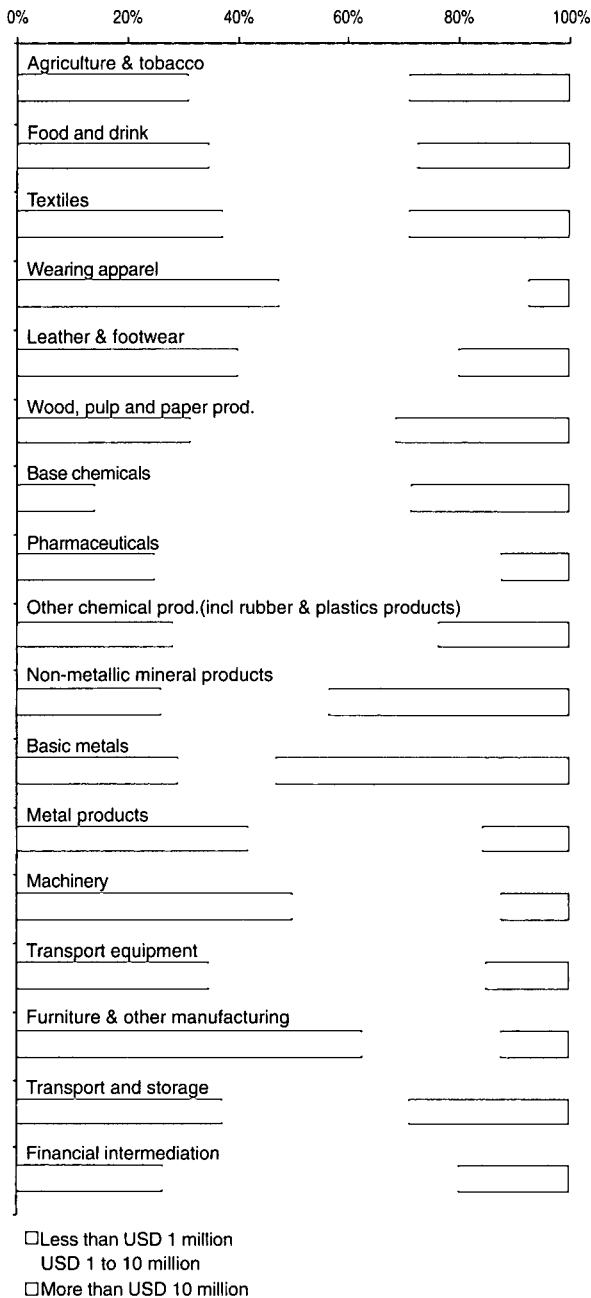 0% 20% 40% 60% 80% 100%
Agriculture & tobacco
Food and drink
Textiles
Wearing apparel
Leather & footwear
Wood, pulp and paper prod.
Base chemicals
Pharmaceuticals
Other chemical prod.(incl rubber & plastics products)
Non-metallic mineral products
Basic metals
Metal products
Machinery
Transport equipment
Furniture & other manufacturing
Transport and storage
Financial intermediation
Less than USD 1 million
USD 1 to 10 million
More than USD 10 million